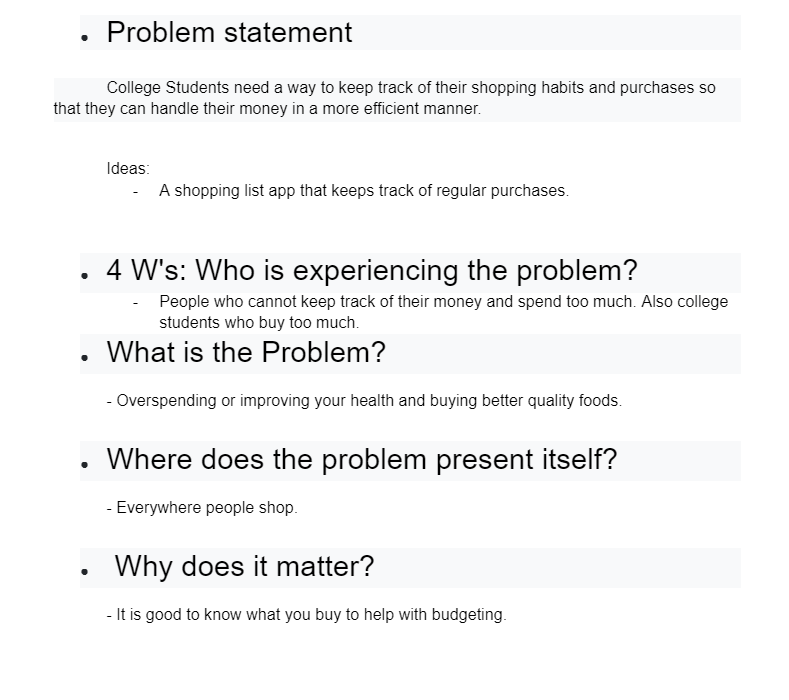 • Problem statement
College Students need a way to keep track of their shopping habits and purchases so
that they can handle their money in a more efficient manner.
Ideas:
- A shopping list app that keeps track of regular purchases.
• 4 W's: Who is experiencing the problem?
- People who cannot keep track of their money and spend too much. Also college
students who buy too much.
• What is the Problem?
- Overspending or improving your health and buying better quality foods.
• Where does the problem present itself?
- Everywhere people shop.
• Why does it matter?
- It is good to know what you buy to help with budgeting.